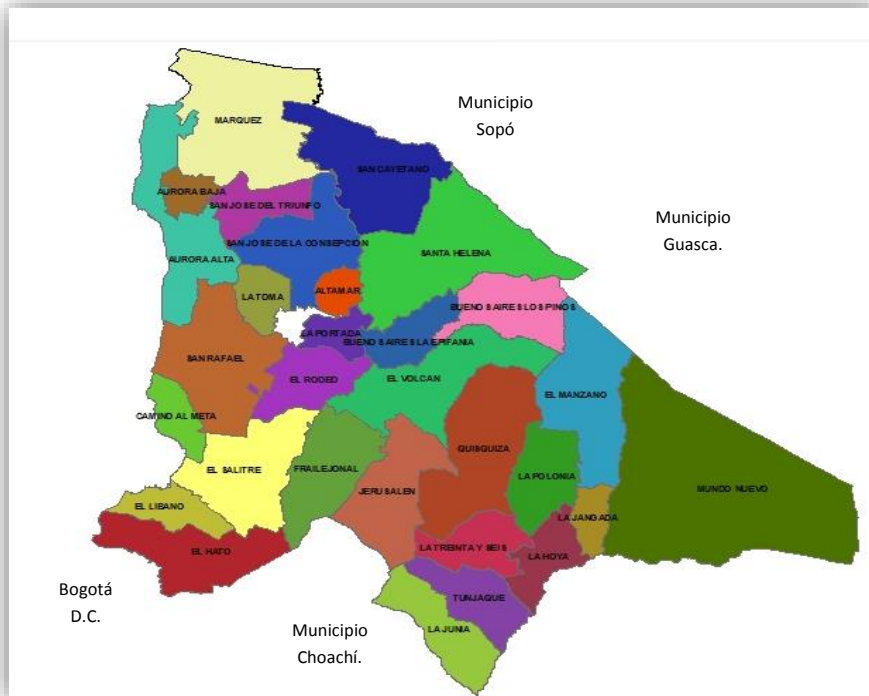 Municipio
Sopó
MARQUEZ
SAN CAYETANO
AURORA BAJA
SAN JOSE DEL TRIUNFO
Municipio
Guasca.
SAN JOSE DE LA CONSEPCION
SANTA HELENA
AURORA ALTA
LA TOMA
ALTAMAR
BUENOS AIRES LOS PINOS
LA PORTADA
BUENOS AIRES LA EPIFANIA
SAN RAFAEL
EL RODEO
EL VOLCAN
EL MANZANO
CAMINO AL META
QUISQUIZA
EL SALITRE
FRAILEJONAL
LA POLONIA
JERUSALEN
MUNDO NUEVO
EL LIBANO
LA JANGADA
EL HATO
LA TREINTA Y SEIS
LA HOYA
Bogotá
D.C.
TUNJAQUE
Municipio
Choachí.
LA JUNIA